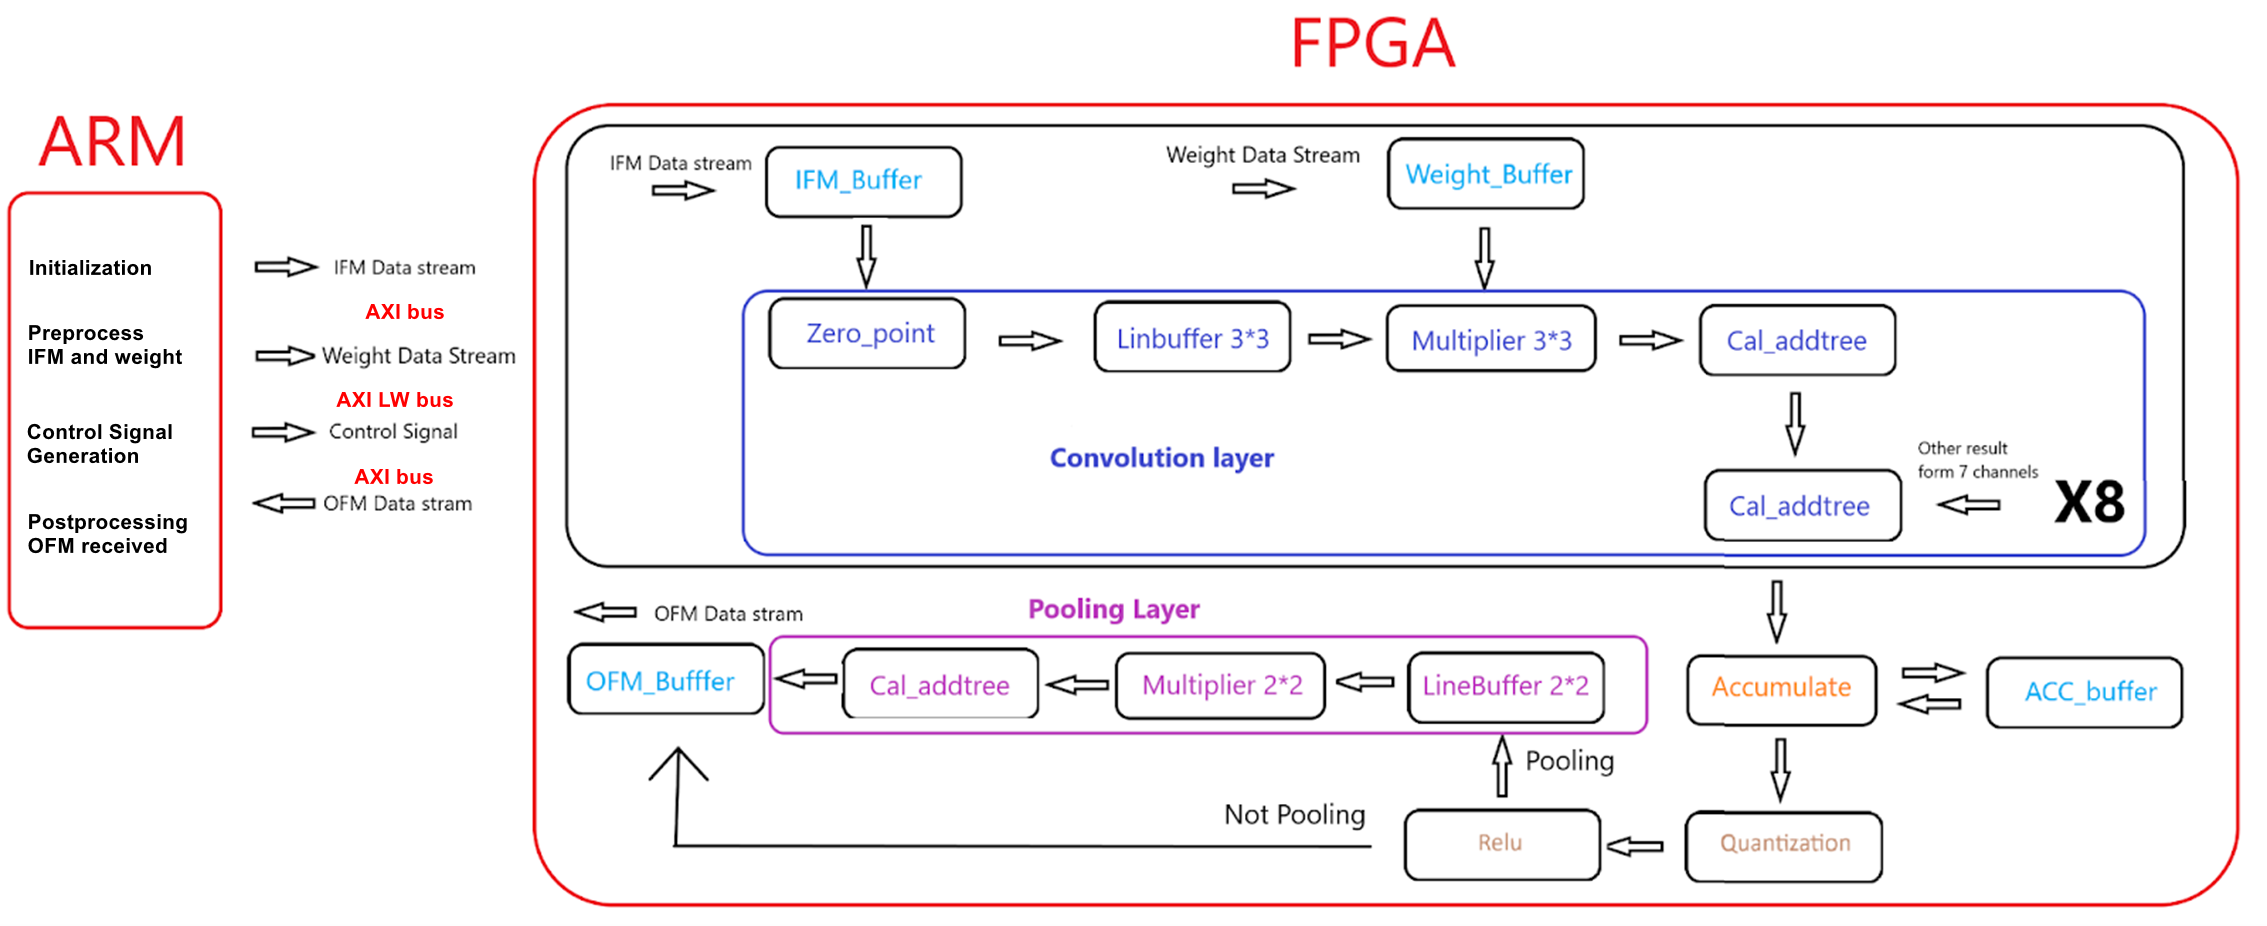 FPGA
ARM
Initialization
Preprocess
IFM and weight
Control Signal
Generation
Postprocessing
OFM received
IFM Data stream
AXI bus
Weight Data Stream
AXI LW bus
Control Signal
AXI bus
OFM Data stram
IFM Data stream
IFM_Buffer
Weight Data Stream
Weight_Buffer
Zero_point
Linbuffer 3*3
Multiplier 3*3
Cal_addtree
Convolution layer
Other result
form 7 channels
Cal_addtree
X8
OFM Data stram
Pooling Layer
OFM_Bufffer
Cal_addtree
Multiplier 2*2
LineBuffer 2*2
Accumulate
ACC_buffer
Pooling
Not Pooling
Relu
Quantization